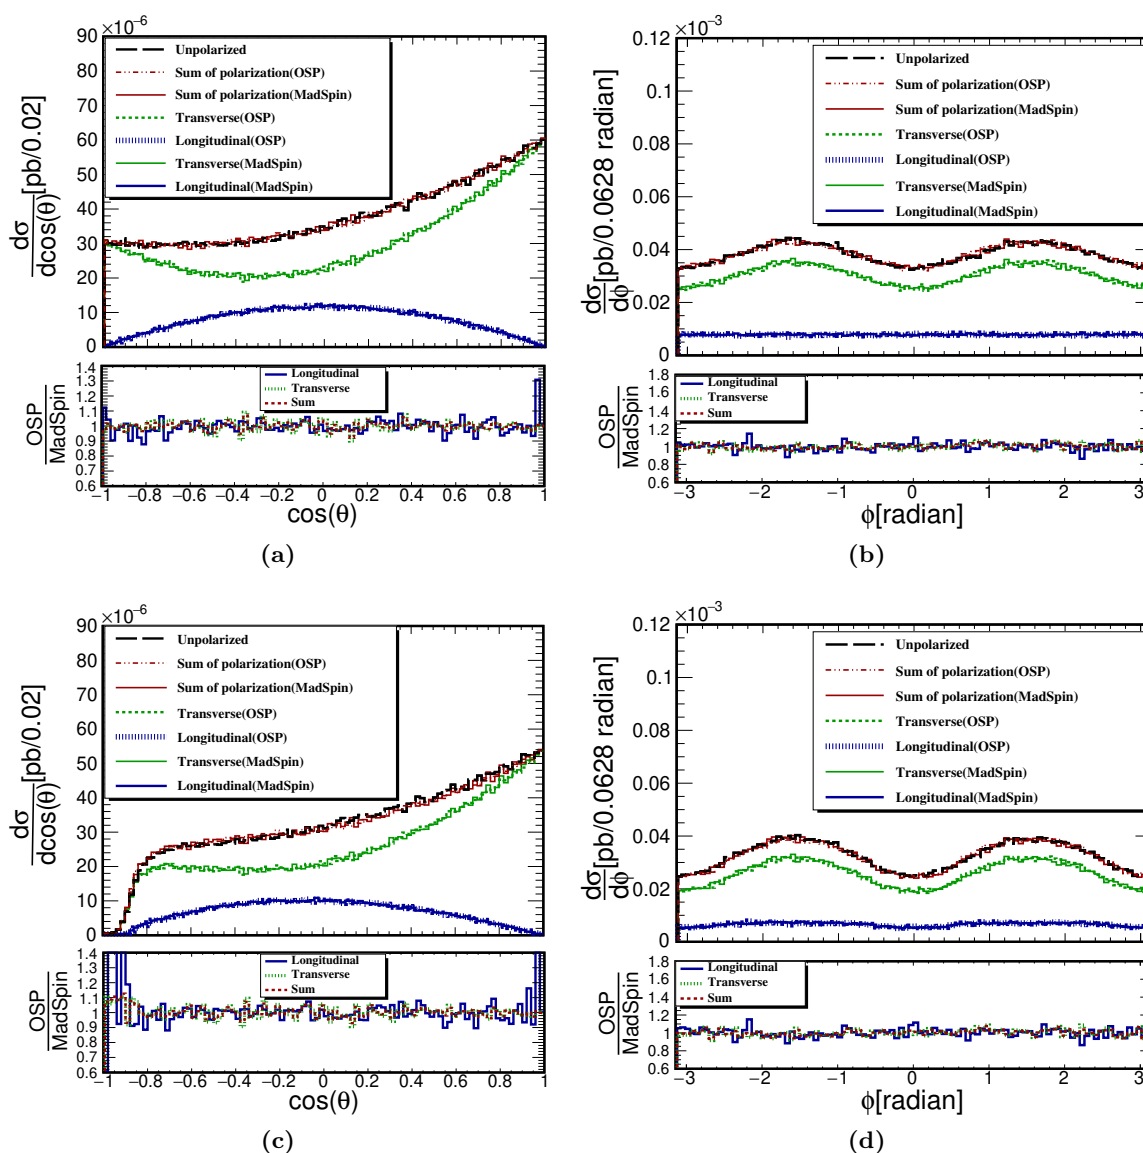 ×10⁻⁶
90
80
70
60
50
40
30
20
10
0
dσ
dcos(θ)
[pb/0.02]
Unpolarized
Sum of polarization(OSP)
Sum of polarization(MadSpin)
Transverse(OSP)
Longitudinal(OSP)
Transverse(MadSpin)
Longitudinal(MadSpin)
OSP
MadSpin
1.4
1.3
1.2
1.1
1
0.9
0.8
0.7
0.6
Longitudinal
Transverse
Sum
−1 −0.8 −0.6 −0.4 −0.2 0 0.2 0.4 0.6 0.8 1
cos(θ)
(a)
×10⁻³
0.12
0.1
0.08
0.06
0.04
0.02
0
dσ
dϕ
[pb/0.0628 radian]
Unpolarized
Sum of polarization(OSP)
Sum of polarization(MadSpin)
Transverse(OSP)
Longitudinal(OSP)
Transverse(MadSpin)
Longitudinal(MadSpin)
OSP
MadSpin
1.8
1.6
1.4
1.2
1
0.8
0.6
Longitudinal
Transverse
Sum
−3 −2 −1 0 1 2 3
ϕ[radian]
(b)
×10⁻⁶
90
80
70
60
50
40
30
20
10
0
dσ
dcos(θ)
[pb/0.02]
Unpolarized
Sum of polarization(OSP)
Sum of polarization(MadSpin)
Transverse(OSP)
Longitudinal(OSP)
Transverse(MadSpin)
Longitudinal(MadSpin)
OSP
MadSpin
1.4
1.3
1.2
1.1
1
0.9
0.8
0.7
0.6
Longitudinal
Transverse
Sum
−1 −0.8 −0.6 −0.4 −0.2 0 0.2 0.4 0.6 0.8 1
cos(θ)
(c)
×10⁻³
0.12
0.1
0.08
0.06
0.04
0.02
0
dσ
dϕ
[pb/0.0628 radian]
Unpolarized
Sum of polarization(OSP)
Sum of polarization(MadSpin)
Transverse(OSP)
Longitudinal(OSP)
Transverse(MadSpin)
Longitudinal(MadSpin)
OSP
MadSpin
1.8
1.6
1.4
1.2
1
0.8
0.6
Longitudinal
Transverse
Sum
−3 −2 −1 0 1 2 3
ϕ[radian]
(d)